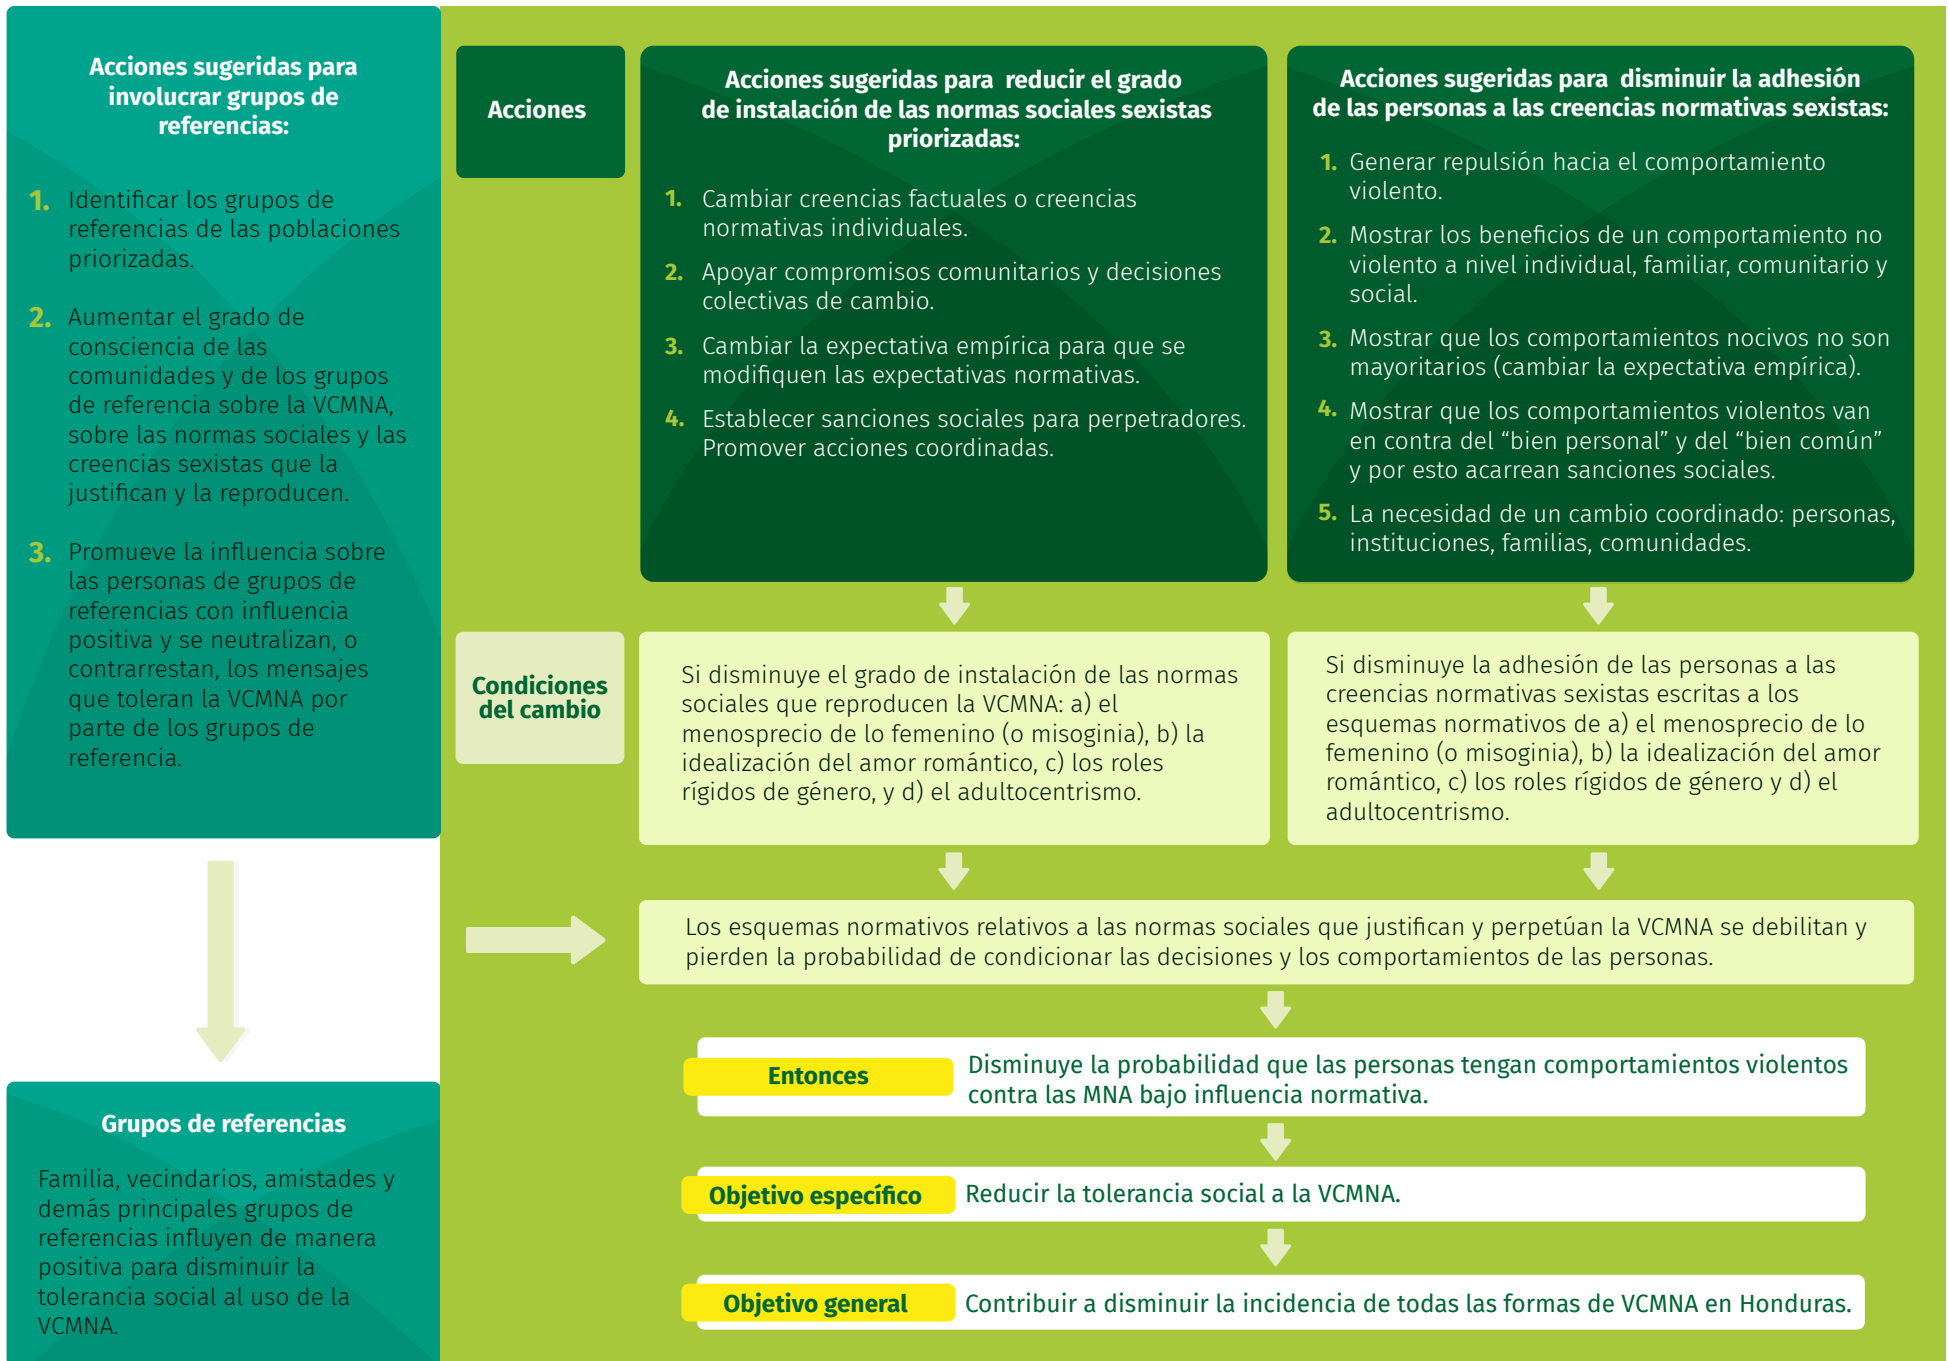 Acciones sugeridas para
involucrar grupos de
referencias:
1. Identificar los grupos de
referencias de las poblaciones
priorizadas.
2. Aumentar el grado de
consciencia de las
comunidades y de los grupos
de referencia sobre la VCMNA,
sobre las normas sociales y las
creencias sexistas que la
justifican y la reproducen.
3. Promueve la influencia sobre
las personas de grupos de
referencias con influencia
positiva y se neutralizan, o
contrarrestan, los mensajes
que toleran la VCMNA por
parte de los grupos de
referencia.
Grupos de referencias
Familia, vecindarios, amistades y
demás principales grupos de
referencias influyen de manera
positiva para disminuir la
tolerancia social al uso de la
VCMNA.
Acciones
Acciones sugeridas para reducir el grado
de instalación de las normas sociales sexistas
priorizadas:
1. Cambiar creencias factuales o creencias
normativas individuales.
2. Apoyar compromisos comunitarios y decisiones
colectivas de cambio.
3. Cambiar la expectativa empírica para que se
modifiquen las expectativas normativas.
4. Establecer sanciones sociales para perpetradores.
Promover acciones coordinadas.
Acciones sugeridas para disminuir la adhesión
de las personas a las creencias normativas sexistas:
1. Generar repulsión hacia el comportamiento
violento.
2. Mostrar los beneficios de un comportamiento no
violento a nivel individual, familiar, comunitario y
social.
3. Mostrar que los comportamientos nocivos no son
mayoritarios (cambiar la expectativa empírica).
4. Mostrar que los comportamientos violentos van
en contra del “bien personal” y del “bien común”
y por esto acarrean sanciones sociales.
5. La necesidad de un cambio coordinado: personas,
instituciones, familias, comunidades.
Condiciones
del cambio
Si disminuye el grado de instalación de las normas
sociales que reproducen la VCMNA: a) el
menosprecio de lo femenino (o misoginia), b) la
idealización del amor romántico, c) los roles
rígidos de género, y d) el adultocentrismo.
Si disminuye la adhesión de las personas a las
creencias normativas sexistas escritas a los
esquemas normativos de a) el menosprecio de lo
femenino (o misoginia), b) la idealización del amor
romántico, c) los roles rígidos de género y d) el
adultocentrismo.
Los esquemas normativos relativos a las normas sociales que justifican y perpetúan la VCMNA se debilitan y
pierden la probabilidad de condicionar las decisiones y los comportamientos de las personas.
Entonces
Disminuye la probabilidad que las personas tengan comportamientos violentos
contra las MNA bajo influencia normativa.
Objetivo específico Reducir la tolerancia social a la VCMNA.
Objetivo general Contribuir a disminuir la incidencia de todas las formas de VCMNA en Honduras.